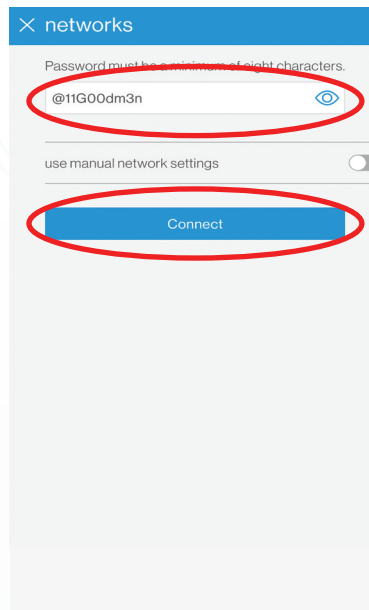 networks
Password must be a minimum of eight characters.
@11G00dm3n
use manual network settings
Connect